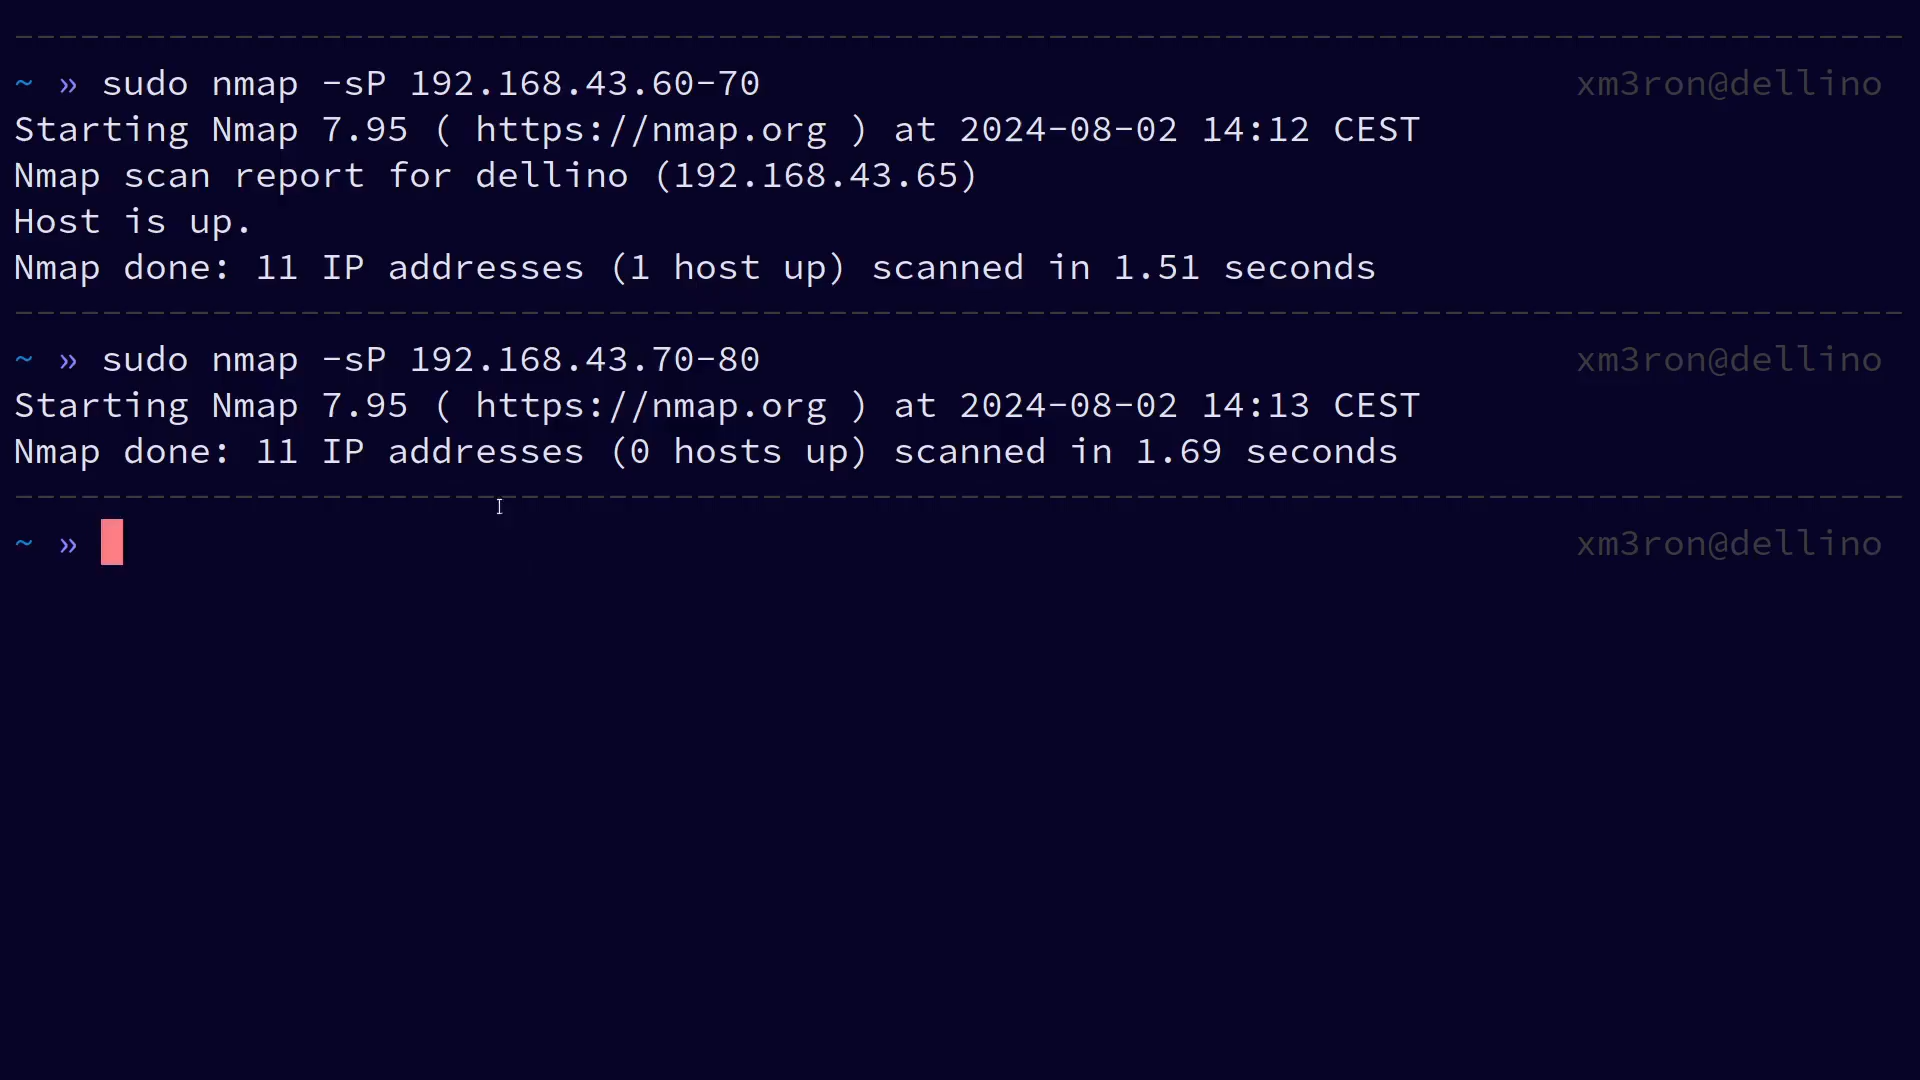 ~ » sudo nmap -sP 192.168.43.60-70 xm3ron@dellino
Starting Nmap 7.95 ( https://nmap.org ) at 2024-08-02 14:12 CEST
Nmap scan report for dellino (192.168.43.65)
Host is up.
Nmap done: 11 IP addresses (1 host up) scanned in 1.51 seconds
~ » sudo nmap -sP 192.168.43.70-80 xm3ron@dellino
Starting Nmap 7.95 ( https://nmap.org ) at 2024-08-02 14:13 CEST
Nmap done: 11 IP addresses (0 hosts up) scanned in 1.69 seconds
~ » xm3ron@dellino